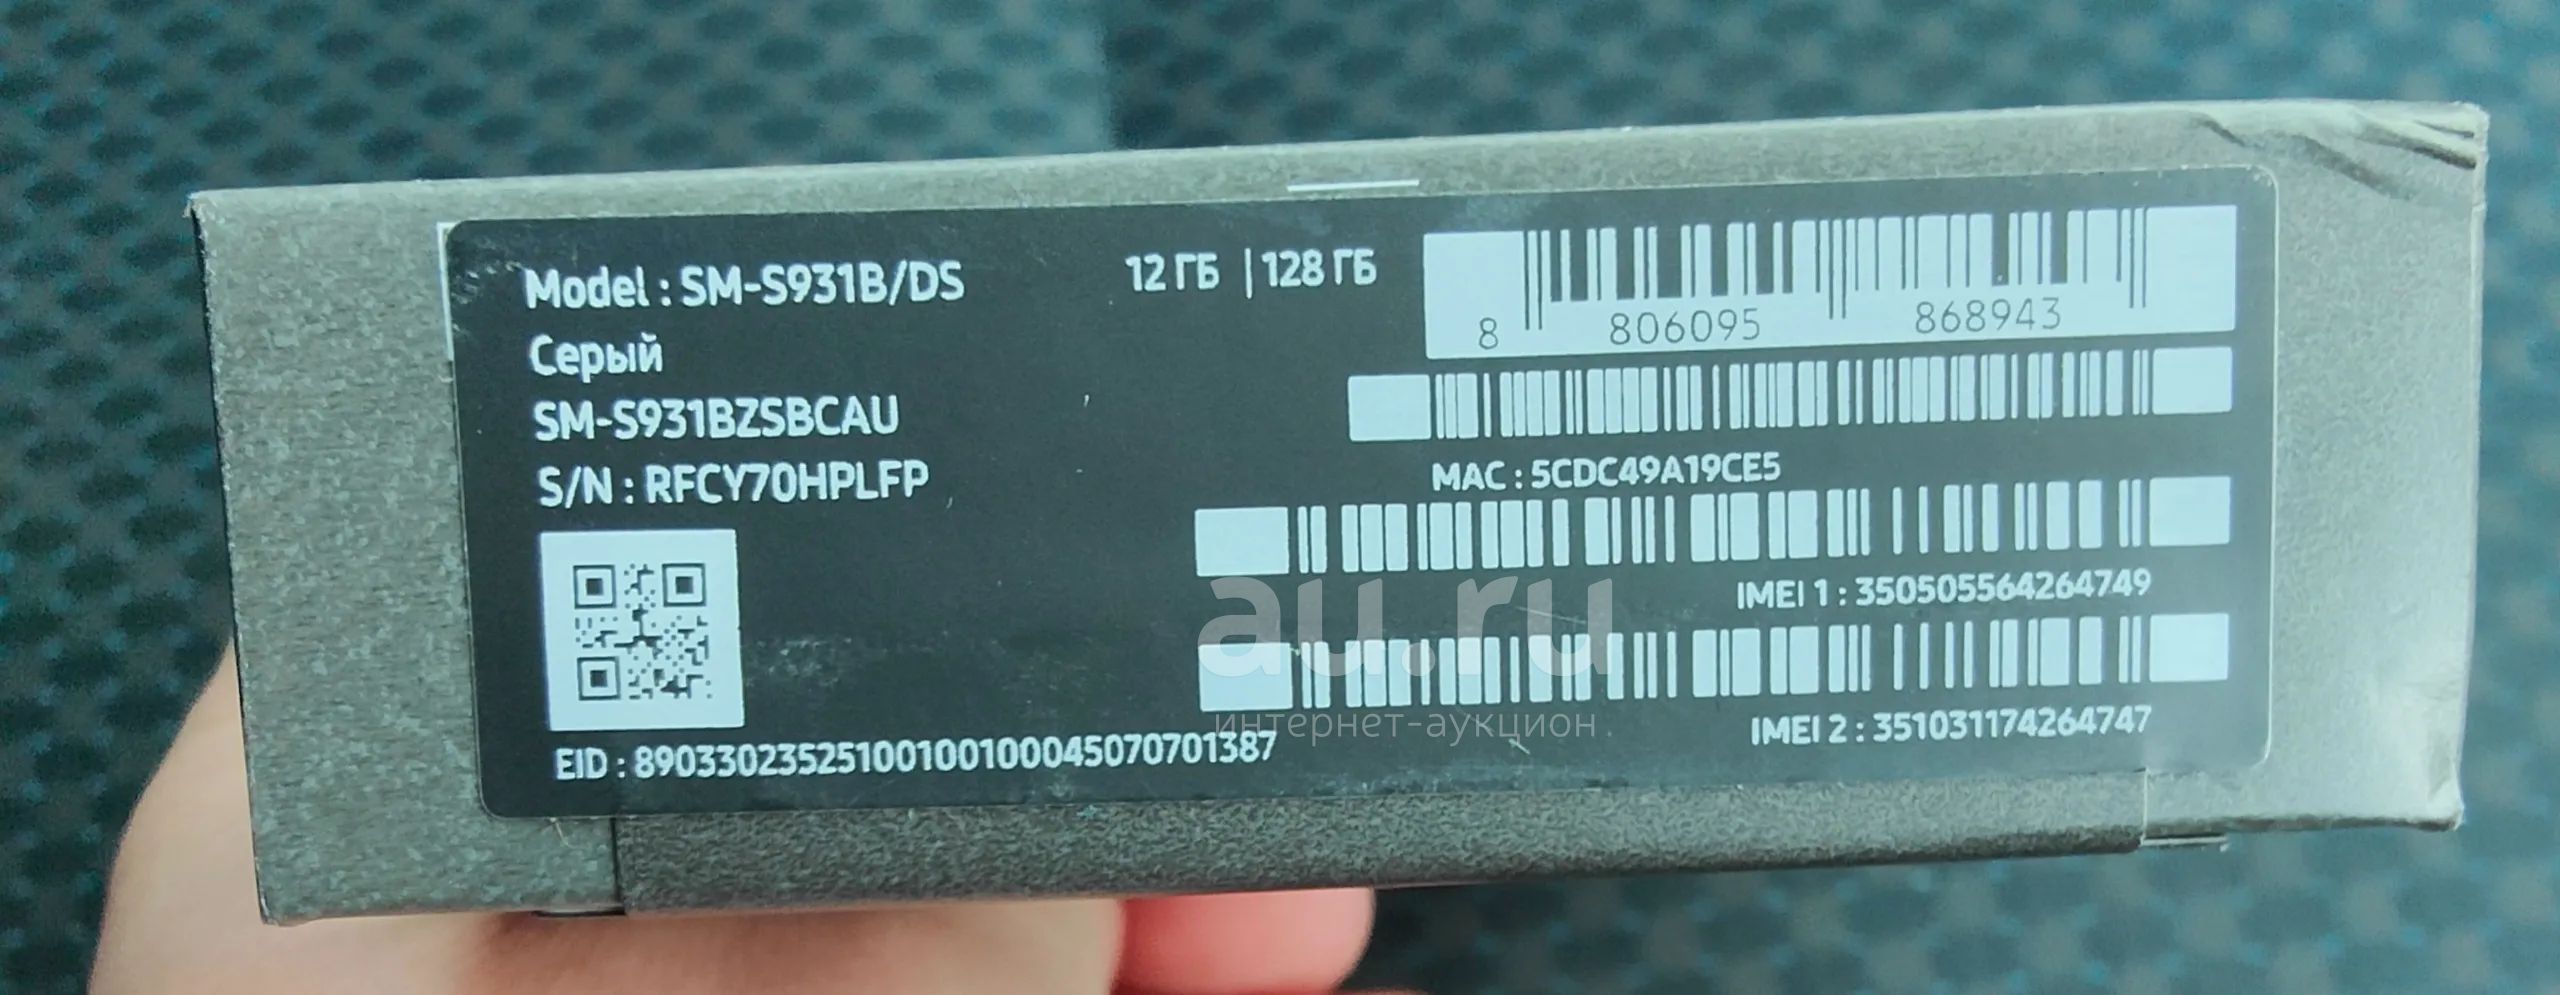 Model : SM-S931B/DS
12 ГБ | 128 ГБ
Серый
SM-S931BZSBCAU
S/N : RFCY70HPLFP
8 806095 868943
MAC : 5CDC49A19CE5
IMEI 1 : 350505564264749
IMEI 2 : 351031174264747
EID : 89033023525100100100045070701387
au.ru
интернет-аукцион